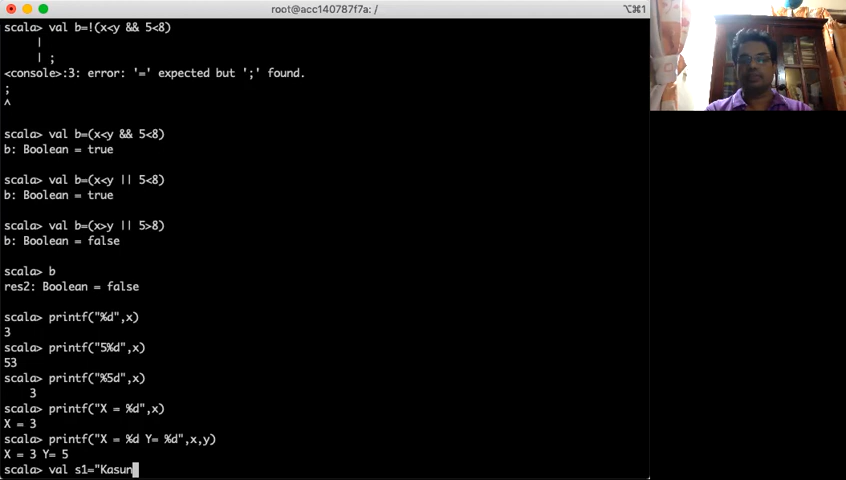 root@acc140787f7a: /
⌥⌘1
scala> val b=!(x<y && 5<8)
|
| ;
<console>:3: error: '=' expected but ';' found.
;
^
scala> val b=(x<y && 5<8)
b: Boolean = true
scala> val b=(x<y || 5<8)
b: Boolean = true
scala> val b=(x>y || 5>8)
b: Boolean = false
scala> b
res2: Boolean = false
scala> printf("%d",x)
3
scala> printf("5%d",x)
53
scala> printf("%5d",x)
    3
scala> printf("X = %d",x)
X = 3
scala> printf("X = %d Y= %d",x,y)
X = 3 Y= 5
scala> val s1="Kasun